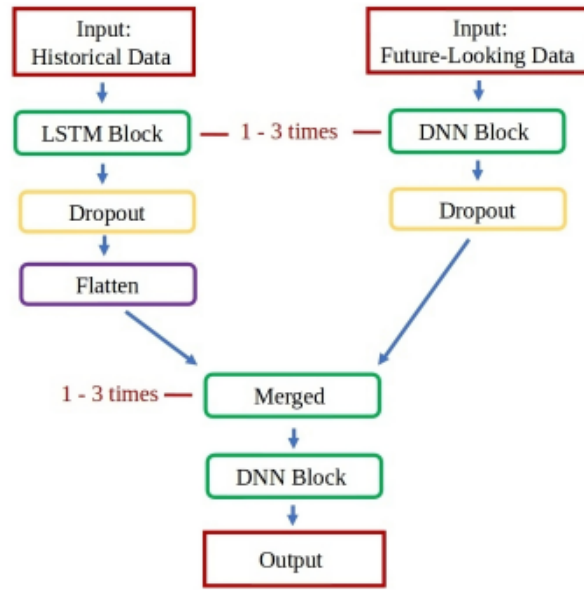 Input:
Historical Data
Input:
Future-Looking Data
LSTM Block
1 - 3 times
DNN Block
Dropout
Dropout
Flatten
1 - 3 times
Merged
DNN Block
Output